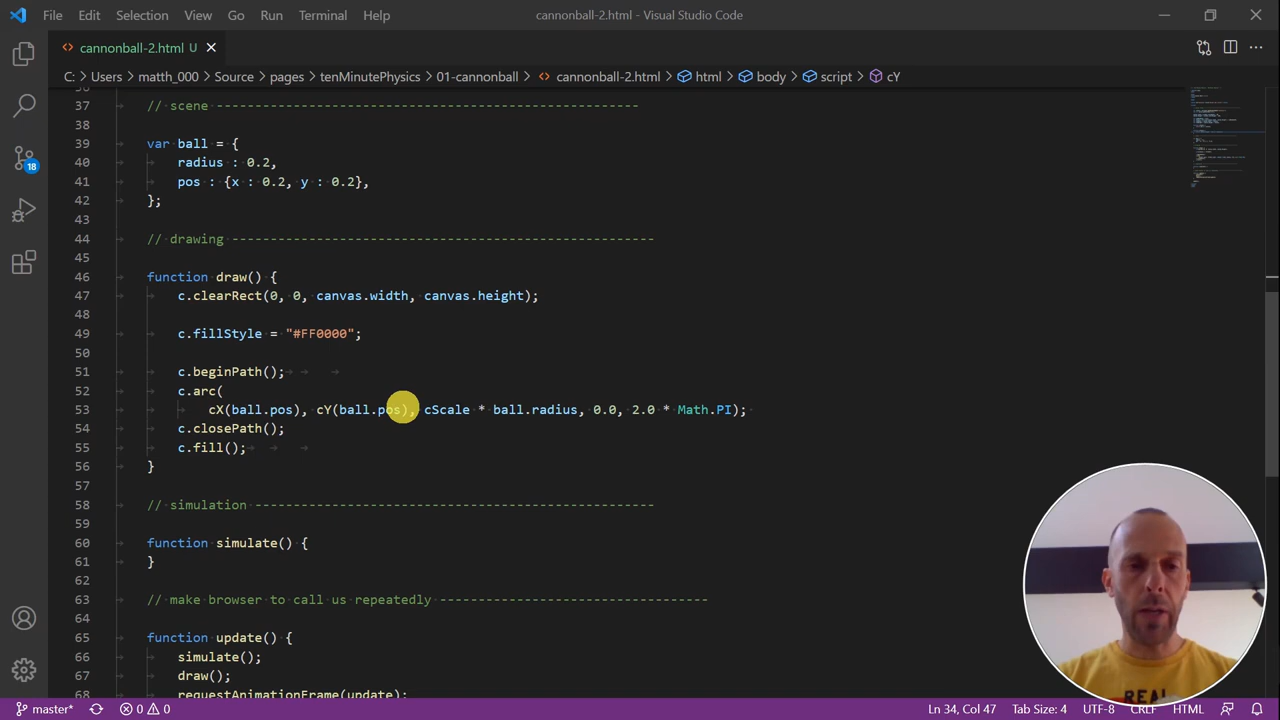 File Edit Selection View Go Run Terminal Help cannonball-2.html - Visual Studio Code
cannonball-2.html U
C: > Users > math_000 > Source > pages > tenMinutePhysics > 01-cannonball > cannonball-2.html > html > body > script > cY
36
37 // scene -------------------------------------------------------
38
39 var ball = {
40 radius : 0.2,
41 pos : {x : 0.2, y : 0.2},
42 };
43
44 // drawing -------------------------------------------------------
45
46 function draw() {
47 c.clearRect(0, 0, canvas.width, canvas.height);
48
49 c.fillStyle = "#FF0000";
50
51 c.beginPath();
52 c.arc(
53 cX(ball.pos), cY(ball.pos), cScale * ball.radius, 0.0, 2.0 * Math.PI);
54 c.closePath();
55 c.fill();
56 }
57
58 // simulation ----------------------------------------------------
59
60 function simulate() {
61 }
62
63 // make browser to call us repeatedly -----------------------------------
64
65 function update() {
66 simulate();
67 draw();
68 requestAnimationFrame(update);
18
master* 0 0 Ln 34, Col 47 Tab Size: 4 UTF-8 CRLF HTML
REAL